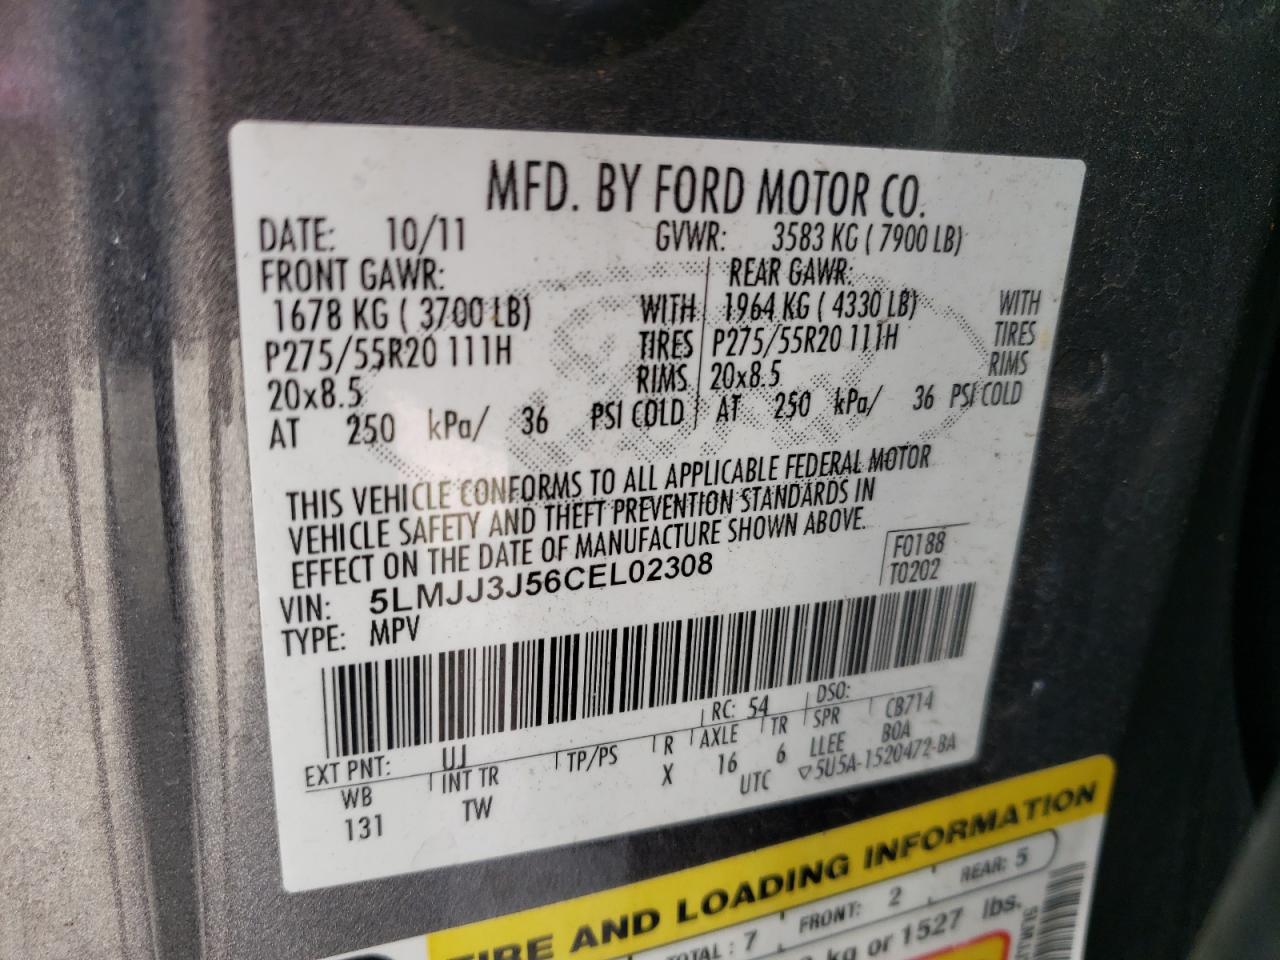 MFD. BY FORD MOTOR CO.
DATE: 10/11 GVWR: 3583 KG ( 7900 LB)
FRONT GAWR: REAR GAWR:
1678 KG ( 3700 LB) WITH 1964 KG ( 4330 LB) WITH
P275/55R20 111H TIRES P275/55R20 111H TIRES
20x8.5 RIMS 20x8.5 RIMS
AT 250 kPa/ 36 PSI COLD AT 250 kPa/ 36 PSI COLD
THIS VEHICLE CONFORMS TO ALL APPLICABLE FEDERAL MOTOR
VEHICLE SAFETY AND THEFT PREVENTION STANDARDS IN
EFFECT ON THE DATE OF MANUFACTURE SHOWN ABOVE.
F0188
VIN: 5LMJJ3J56CEL02308 T0202
TYPE: MPV
EXT PNT: UJ RC: 54 DSO:
WB INT TR TP/PS R AXLE TR SPR CB714
131 TW X 16 6 LLEE BOA
UTC ▽5U5A-1520472-BA
TIRE AND LOADING INFORMATION
TOTAL : 7 FRONT: 2 REAR: 5
kg or 1527 lbs.